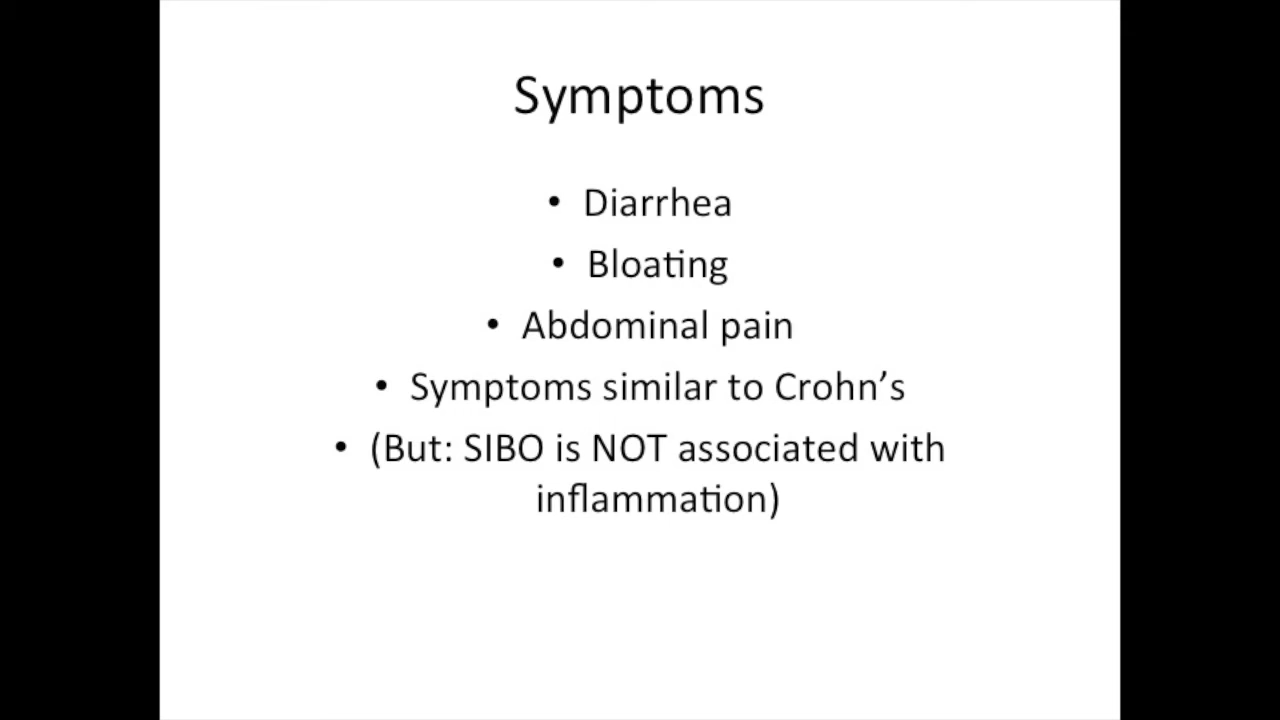 Symptoms
• Diarrhea
• Bloating
• Abdominal pain
• Symptoms similar to Crohn’s
• (But: SIBO is NOT associated with
inflammation)